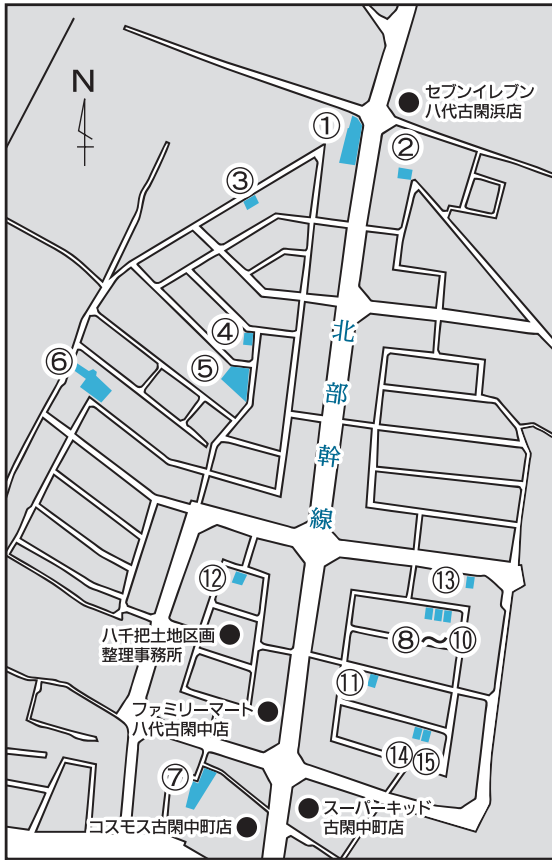 N
セブンイレブン
八代古閑浜店
①
②
③
④
⑤
⑥
北部幹線
⑫
⑬
八千把土地区画
整理事務所
⑧〜⑩
⑪
ファミリーマート
八代古閑中店
⑭⑮
⑦
コスモス古閑中町店
スーパーキッド
古閑中町店